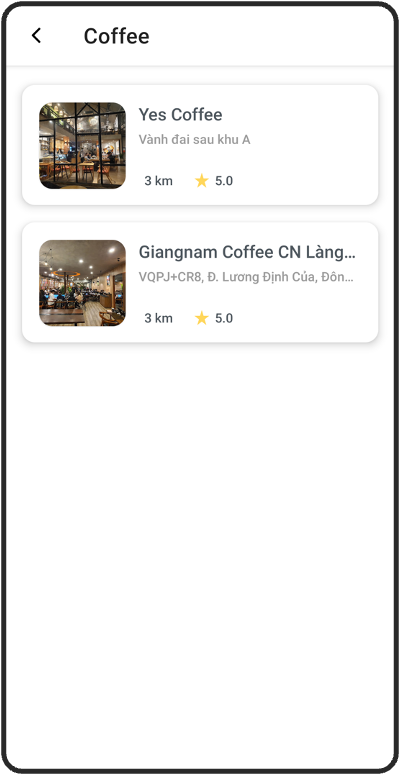 Coffee
Yes Coffee
Vành đai sau khu A
3 km 5.0
Giangnam Coffee CN Làng...
VQPJ+CR8, Đ. Lương Định Của, Đôn...
3 km 5.0